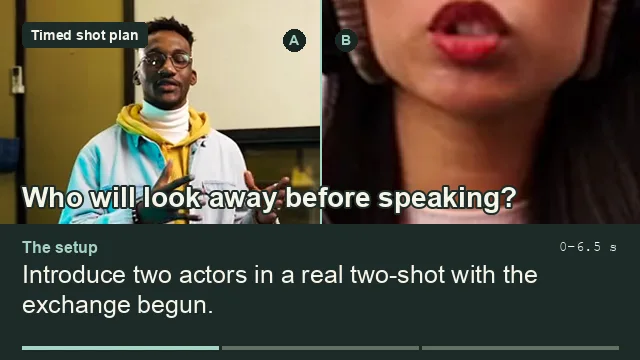 Timed shot plan
A
B
Who will look away before speaking?
The setup
0–6.5 s
Introduce two actors in a real two-shot with the
exchange begun.